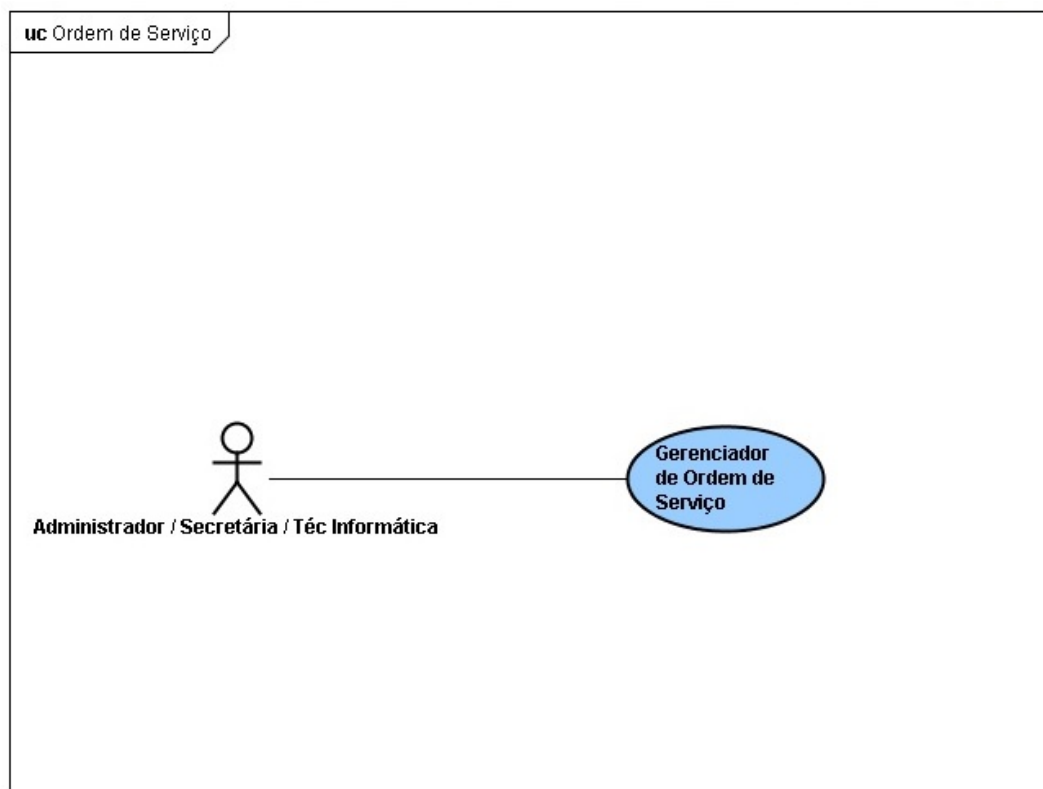 uc Ordem de Serviço
Gerenciador
de Ordem de
Serviço
Administrador / Secretária / Téc Informática